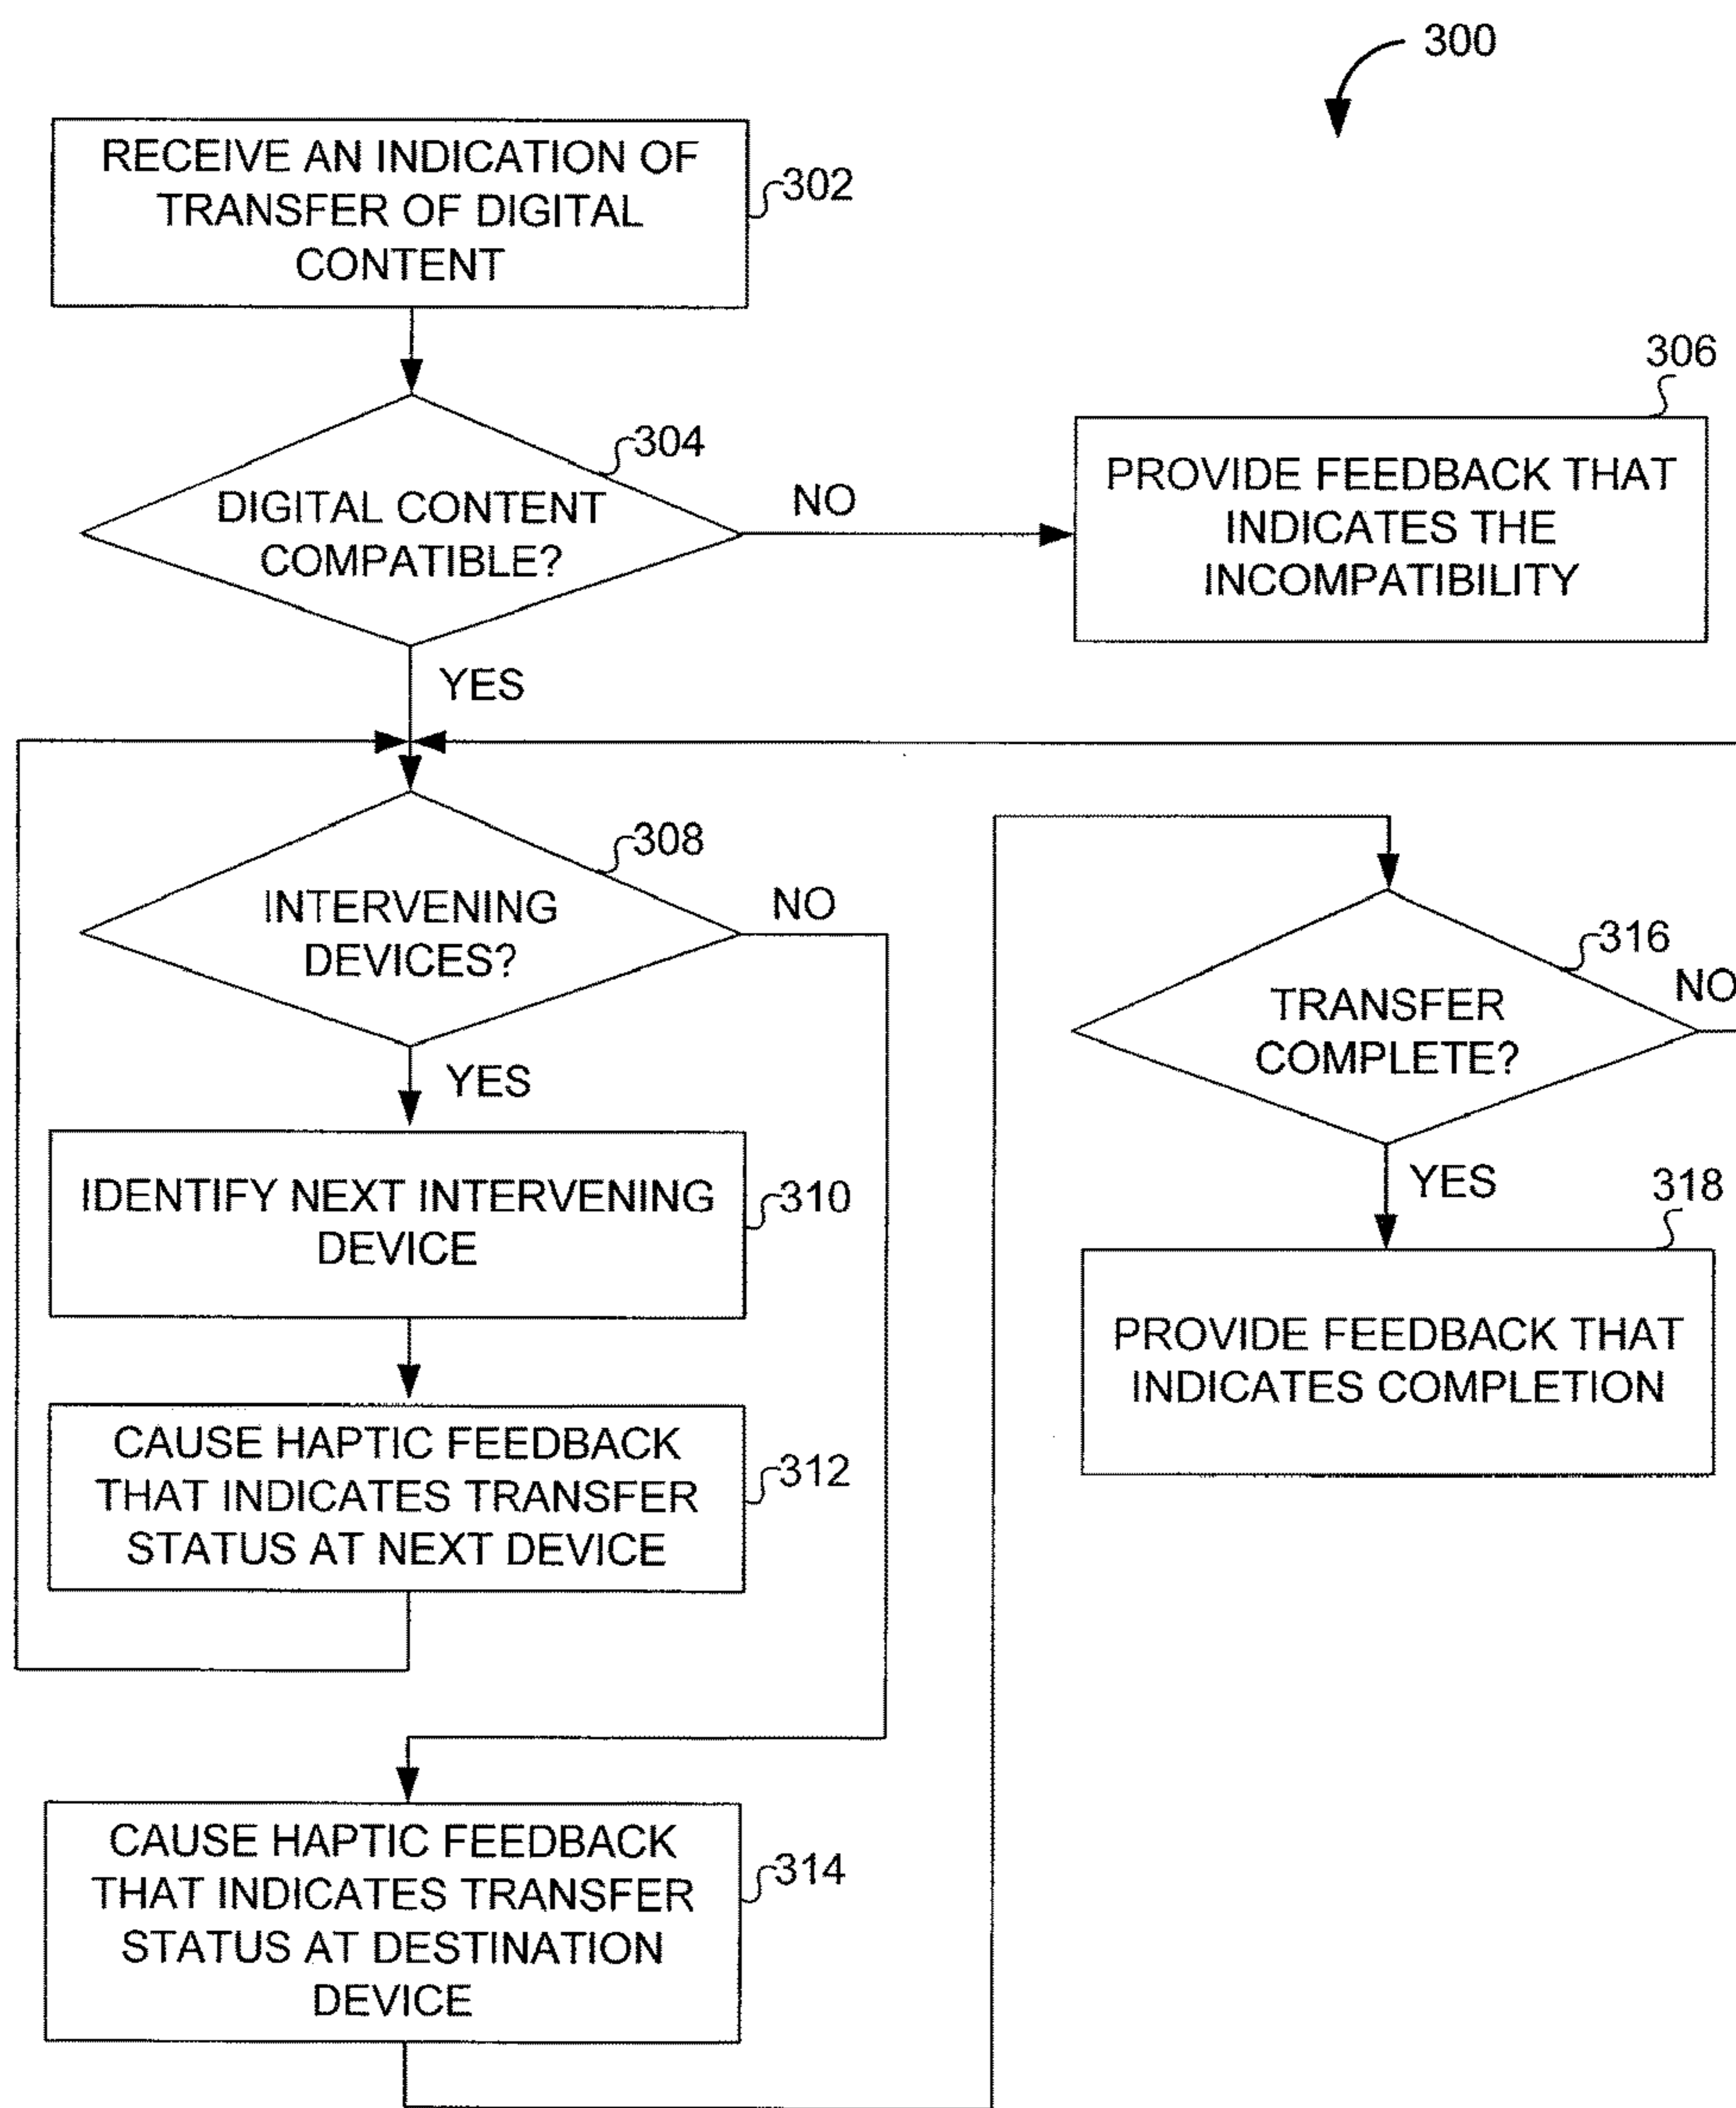 300
RECEIVE AN INDICATION OF
TRANSFER OF DIGITAL
CONTENT
302
304
DIGITAL CONTENT
COMPATIBLE?
NO
306
PROVIDE FEEDBACK THAT
INDICATES THE
INCOMPATIBILITY
YES
308
INTERVENING
DEVICES?
NO
YES
IDENTIFY NEXT INTERVENING
DEVICE
310
CAUSE HAPTIC FEEDBACK
THAT INDICATES TRANSFER
STATUS AT NEXT DEVICE
312
CAUSE HAPTIC FEEDBACK
THAT INDICATES TRANSFER
STATUS AT DESTINATION
DEVICE
314
316
TRANSFER
COMPLETE?
NO
YES
318
PROVIDE FEEDBACK THAT
INDICATES COMPLETION